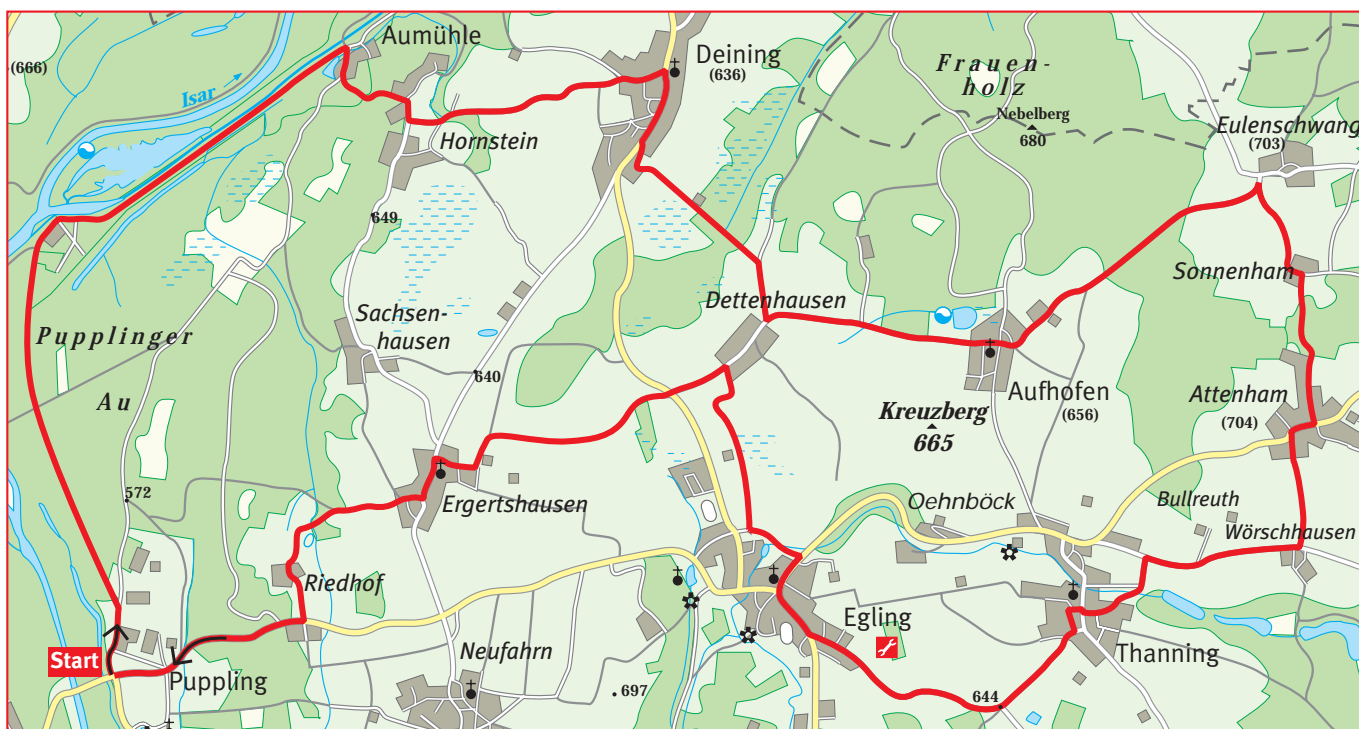 Aumühle
Deining
(636)
(666)
Isar
Frauen-
holz
Nebelberg
680
Eulenschwang
(703)
Hornstein
649
Sonnenham
Dettenhausen
Sachsen-
hausen
Pupplinger
Au
640
Aufhofen
(656)
Kreuzberg
665
Attenham
(704)
572
Ergertshausen
Oehnböck
Bullreuth
Wörschhausen
Riedhof
Egling
Thanning
Start
Puppling
Neufahrn
697
644